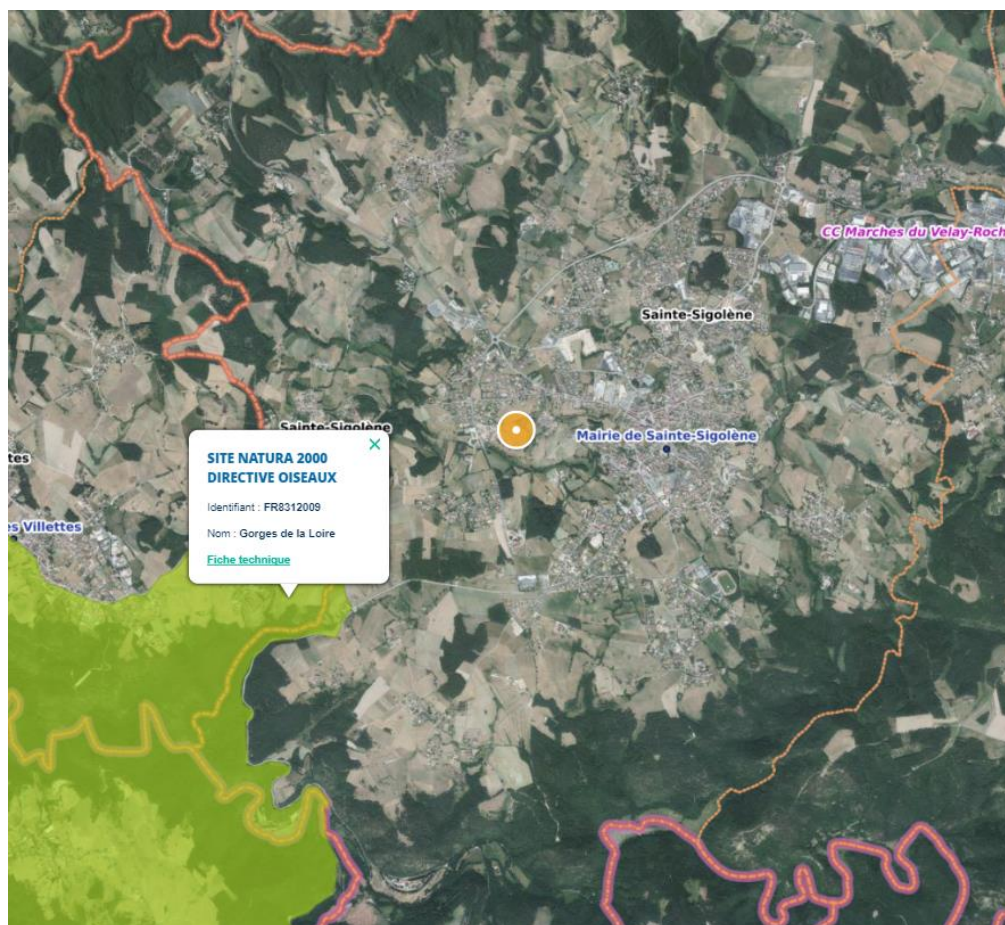 CC Marches du Velay-Roch
Sainte-Sigolène
Sainte-Sigolène
Mairie de Sainte-Sigolène
tes
es Villettes
SITE NATURA 2000
DIRECTIVE OISEAUX
Identifiant : FR8312009
Nom : Gorges de la Loire
Fiche technique